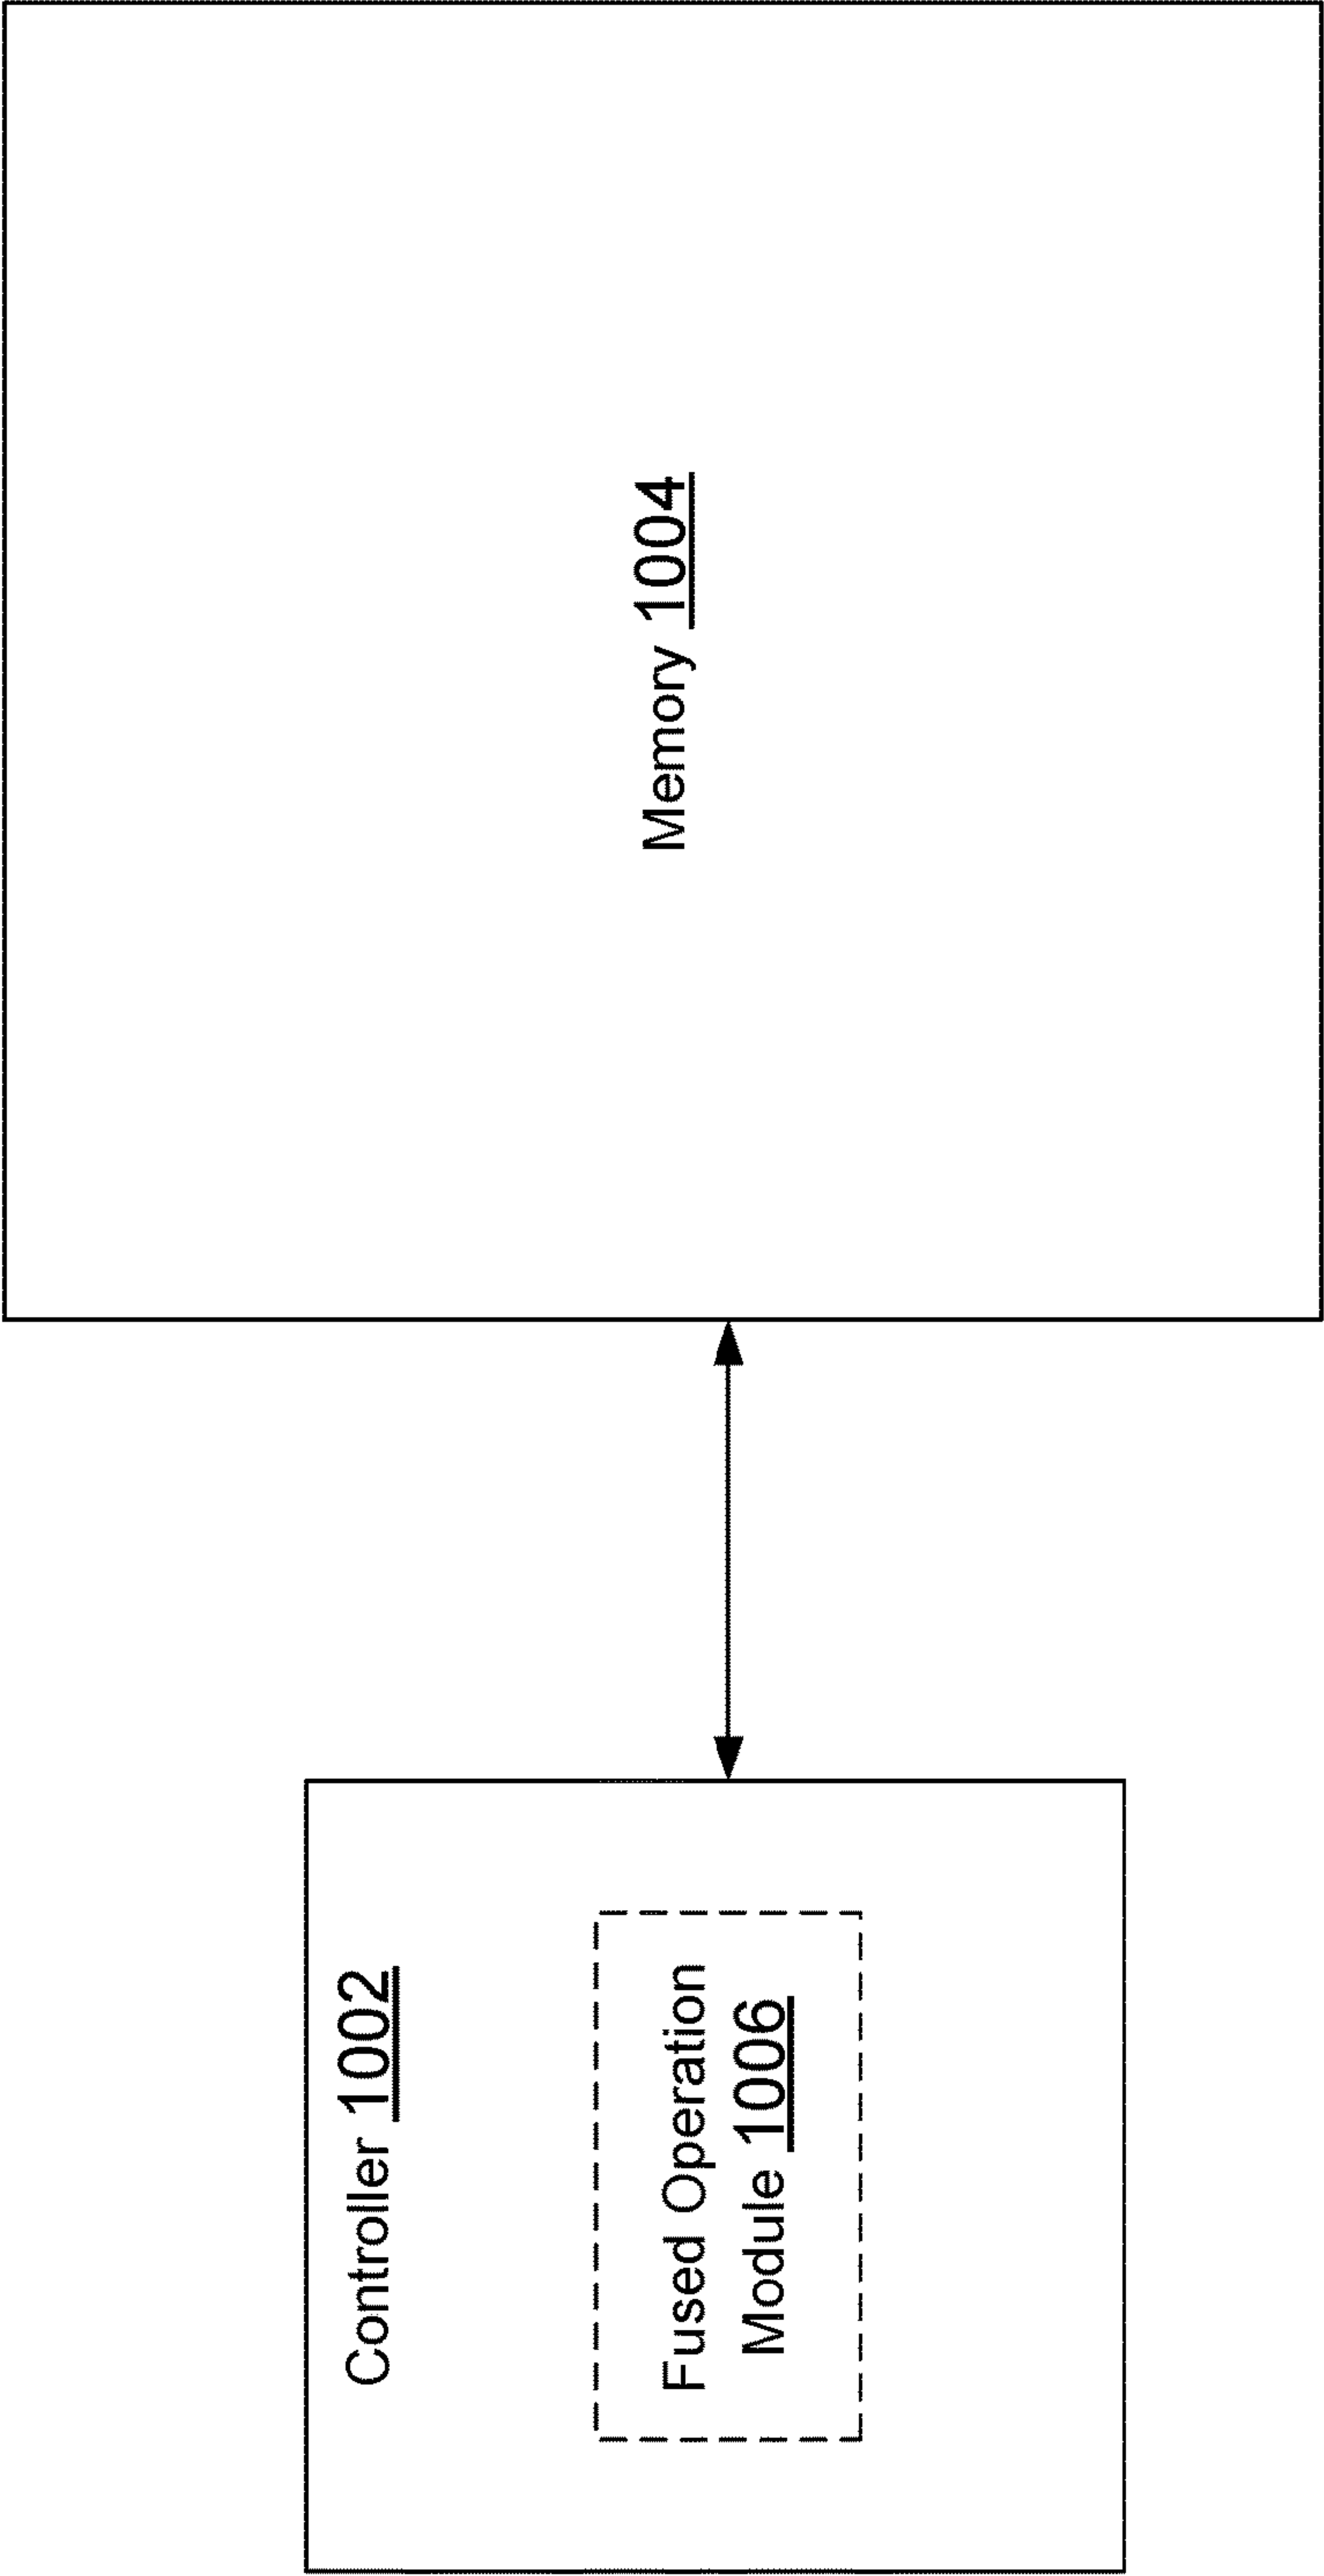 Controller 1002
Fused Operation
Module 1006
Memory 1004